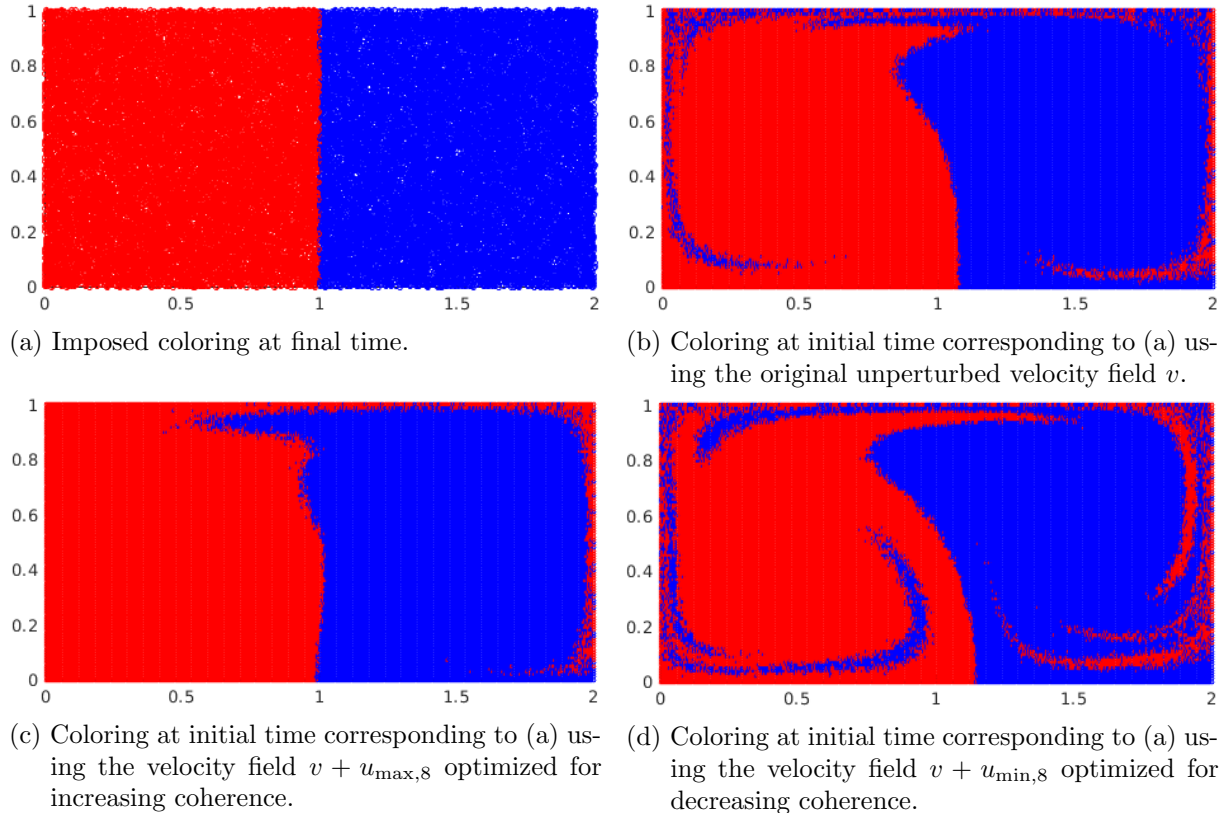 1
0.8
0.6
0.4
0.2
0
0 0.5 1 1.5 2
(a) Imposed coloring at final time.
1
0.8
0.6
0.4
0.2
0
0 0.5 1 1.5 2
(b) Coloring at initial time corresponding to (a) us-
ing the original unperturbed velocity field v.
1
0.8
0.6
0.4
0.2
0
0 0.5 1 1.5 2
(c) Coloring at initial time corresponding to (a) us-
ing the velocity field v + u_max,8 optimized for
increasing coherence.
1
0.8
0.6
0.4
0.2
0
0 0.5 1 1.5 2
(d) Coloring at initial time corresponding to (a) us-
ing the velocity field v + u_min,8 optimized for
decreasing coherence.